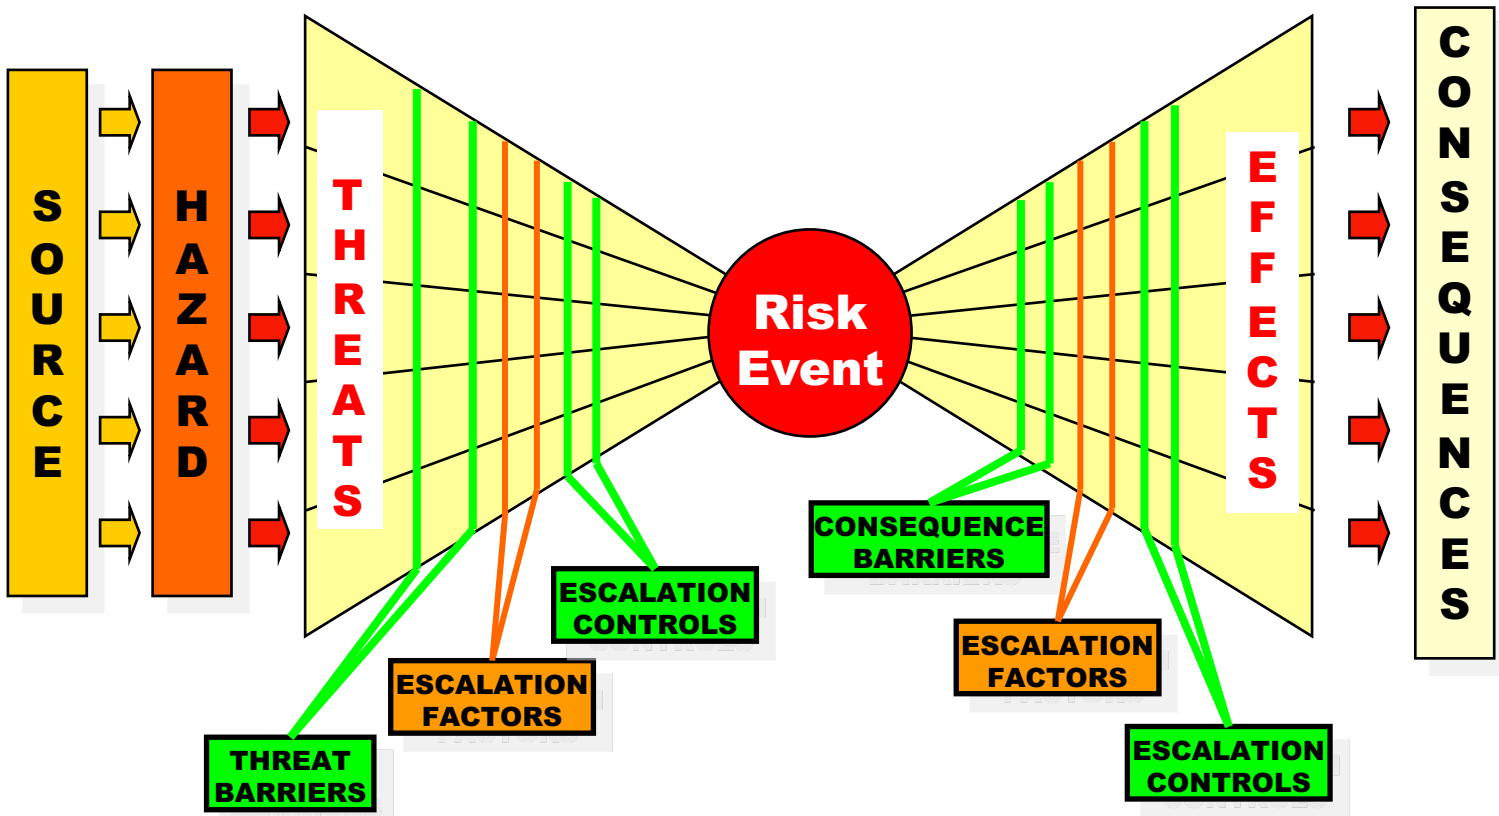 SOURCE
HAZARD
THREATS
Risk
Event
EFFECTS
CONSEQUENCES
THREAT
BARRIERS
ESCALATION
FACTORS
ESCALATION
CONTROLS
CONSEQUENCE
BARRIERS
ESCALATION
FACTORS
ESCALATION
CONTROLS